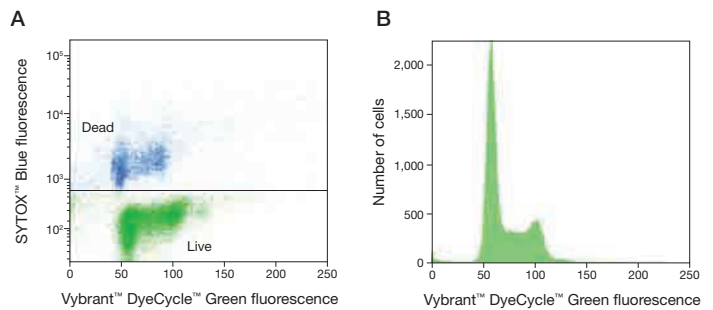 A
SYTOX™ Blue fluorescence
10⁵
10⁴
10³
10²
Dead
Live
0 50 100 150 200 250
Vybrant™ DyeCycle™ Green fluorescence
B
Number of cells
2,000
1,500
1,000
500
0
0 50 100 150 200 250
Vybrant™ DyeCycle™ Green fluorescence